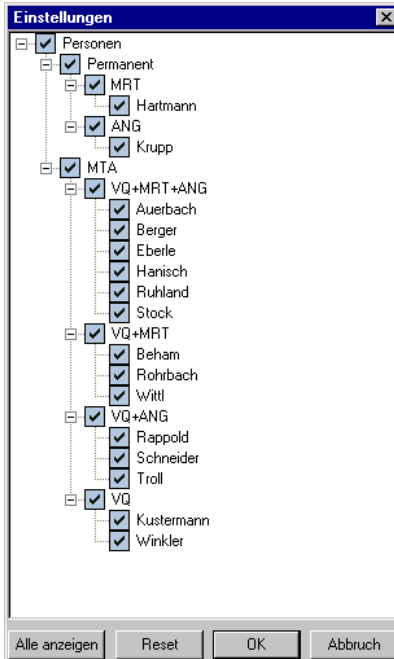 Einstellungen
Personen
Permanent
MRT
Hartmann
ANG
Krupp
MTA
VQ+MRT+ANG
Auerbach
Berger
Eberle
Hanisch
Ruhland
Stock
VQ+MRT
Beham
Rohrbach
Wittl
VQ+ANG
Rappold
Schneider
Troll
VQ
Kustermann
Winkler
Alle anzeigen Reset OK Abbruch